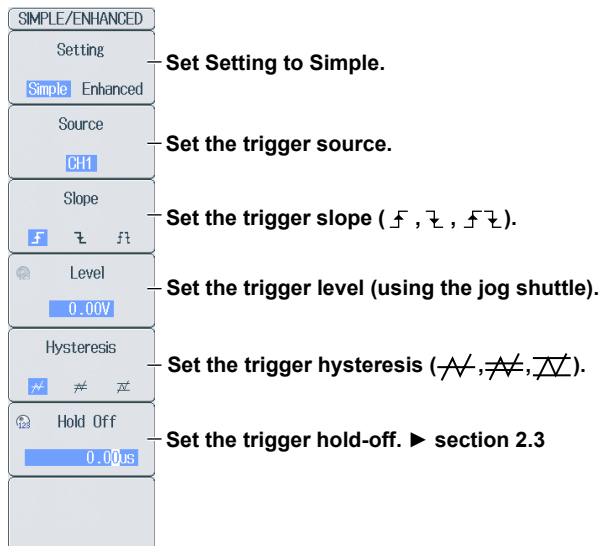 SIMPLE/ENHANCED
Setting
Simple Enhanced
Set Setting to Simple.
Source
CH1
Set the trigger source.
Slope
Set the trigger slope ( , , ).
Level
0.00V
Set the trigger level (using the jog shuttle).
Hysteresis
Set the trigger hysteresis ( , , ).
123 Hold Off
0.00us
Set the trigger hold-off. ► section 2.3